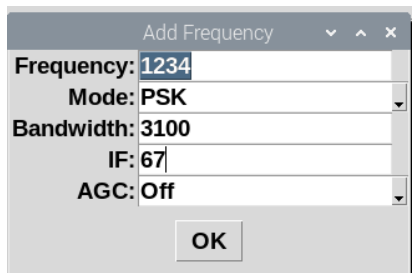 Add Frequency
Frequency: 1234
Mode: PSK
Bandwidth: 3100
IF: 67
AGC: Off
OK